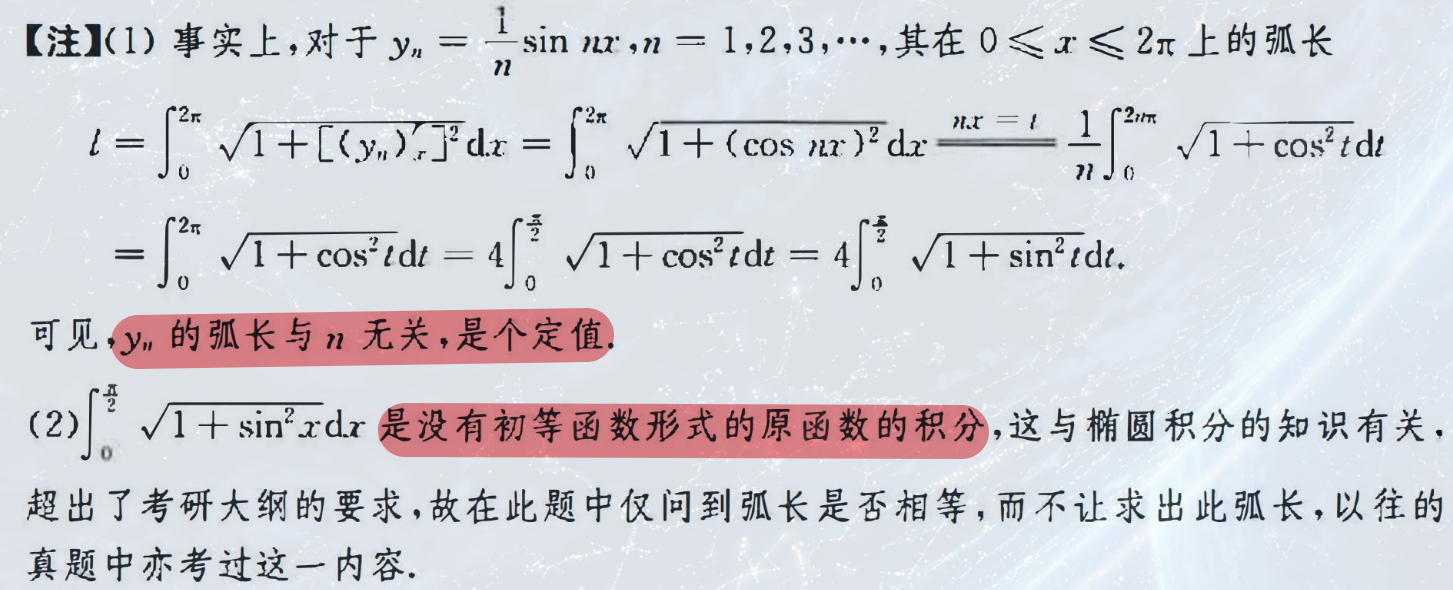 【注】(1) 事实上,对于 $y_n = \frac{1}{n}\sin nx, n = 1,2,3,\cdots$,其在 $0 \leqslant x \leqslant 2\pi$ 上的弧长
$l = \int_0^{2\pi} \sqrt{1+[(y_n)'_x]^2}\mathrm{d}x = \int_0^{2\pi} \sqrt{1+(\cos nx)^2}\mathrm{d}x \xlongequal{nx = t} \frac{1}{n}\int_0^{2n\pi} \sqrt{1+\cos^2 t}\mathrm{d}t$
$= \int_0^{2\pi} \sqrt{1+\cos^2 t}\mathrm{d}t = 4\int_0^{\frac{\pi}{2}} \sqrt{1+\cos^2 t}\mathrm{d}t = 4\int_0^{\frac{\pi}{2}} \sqrt{1+\sin^2 t}\mathrm{d}t.$
可见,$y_n$ 的弧长与 $n$ 无关,是个定值.
(2) $\int_0^{\frac{\pi}{2}} \sqrt{1+\sin^2 x}\mathrm{d}x$ 是没有初等函数形式的原函数的积分,这与椭圆积分的知识有关,
超出了考研大纲的要求,故在此题中仅问到弧长是否相等,而不让求出此弧长,以往的
真题中亦考过这一内容.